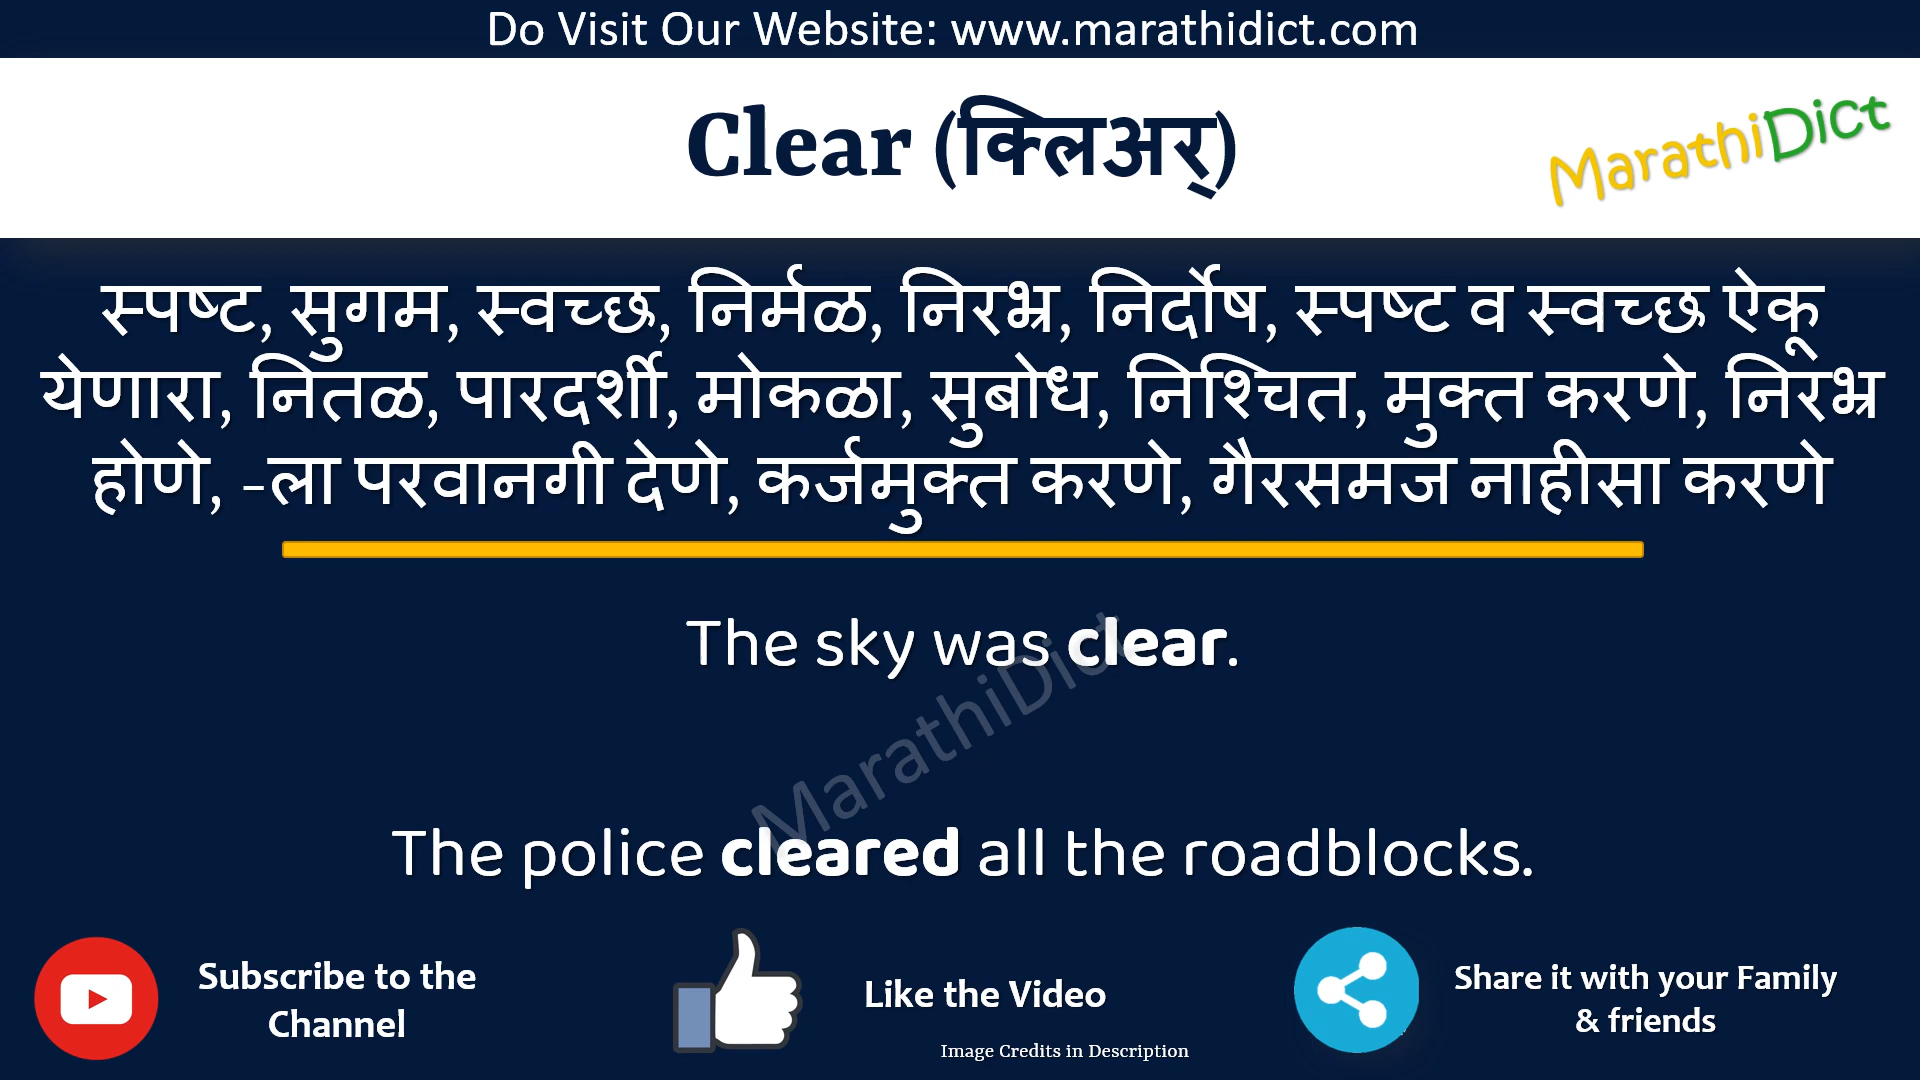 Do Visit Our Website: www.marathidict.com
Clear (क्लिअर्)
MarathiDict
स्पष्ट, सुगम, स्वच्छ, निर्मळ, निरभ्र, निर्दोष, स्पष्ट व स्वच्छ ऐकू
येणारा, नितळ, पारदर्शी, मोकळा, सुबोध, निश्चित, मुक्त करणे, निरभ्र
होणे, -ला परवानगी देणे, कर्जमुक्त करणे, गैरसमज नाहीसा करणे
The sky was clear.
MarathiDict
The police cleared all the roadblocks.
Subscribe to the
Channel
Like the Video
Share it with your Family
& friends
Image Credits in Description